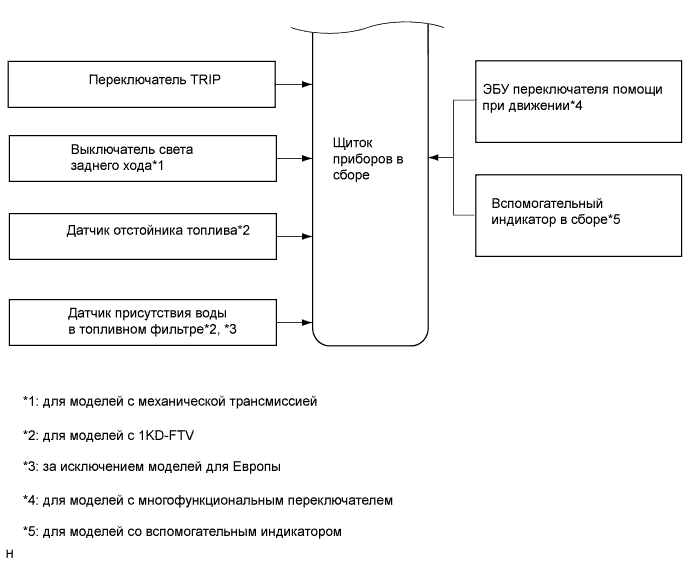 Переключатель TRIP
Выключатель света
заднего хода*1
Датчик отстойника топлива*2
Датчик присутствия воды
в топливном фильтре*2, *3
Щиток
приборов в
сборе
ЭБУ переключателя помощи
при движении*4
Вспомогательный
индикатор в сборе*5
*1: для моделей с механической трансмиссией
*2: для моделей с 1KD-FTV
*3: за исключением моделей для Европы
*4: для моделей с многофункциональным переключателем
*5: для моделей со вспомогательным индикатором
H